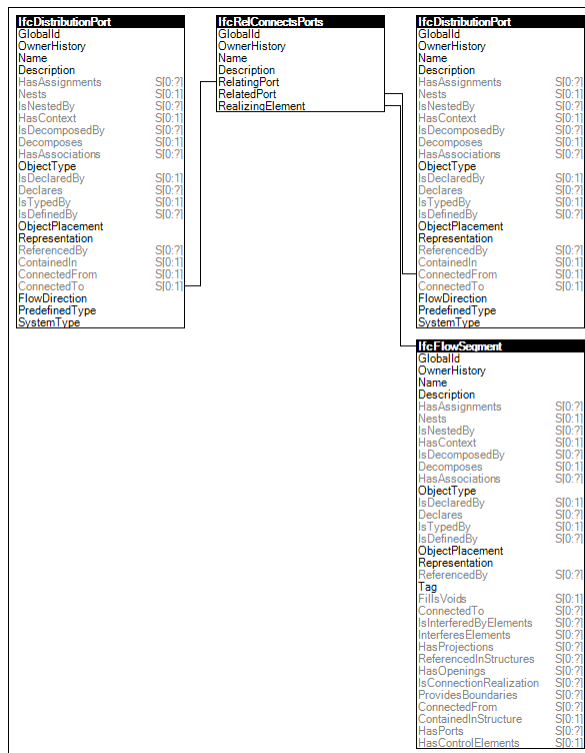 IfcDistributionPort
GlobalId
OwnerHistory
Name
Description
HasAssignments S[0:?]
Nests S[0:1]
IsNestedBy S[0:?]
HasContext S[0:1]
IsDecomposedBy S[0:?]
Decomposes S[0:1]
HasAssociations S[0:?]
ObjectType
IsDeclaredBy S[0:1]
Declares S[0:?]
IsTypedBy S[0:1]
IsDefinedBy S[0:?]
ObjectPlacement
Representation
ReferencedBy S[0:?]
ContainedIn S[0:1]
ConnectedFrom S[0:1]
ConnectedTo S[0:1]
FlowDirection
PredefinedType
SystemType
IfcRelConnectsPorts
GlobalId
OwnerHistory
Name
Description
RelatingPort
RelatedPort
RealizingElement
IfcDistributionPort
GlobalId
OwnerHistory
Name
Description
HasAssignments S[0:?]
Nests S[0:1]
IsNestedBy S[0:?]
HasContext S[0:1]
IsDecomposedBy S[0:?]
Decomposes S[0:1]
HasAssociations S[0:?]
ObjectType
IsDeclaredBy S[0:1]
Declares S[0:?]
IsTypedBy S[0:1]
IsDefinedBy S[0:?]
ObjectPlacement
Representation
ReferencedBy S[0:?]
ContainedIn S[0:1]
ConnectedFrom S[0:1]
ConnectedTo S[0:1]
FlowDirection
PredefinedType
SystemType
IfcFlowSegment
GlobalId
OwnerHistory
Name
Description
HasAssignments S[0:?]
Nests S[0:1]
IsNestedBy S[0:?]
HasContext S[0:1]
IsDecomposedBy S[0:?]
Decomposes S[0:1]
HasAssociations S[0:?]
ObjectType
IsDeclaredBy S[0:1]
Declares S[0:?]
IsTypedBy S[0:1]
IsDefinedBy S[0:?]
ObjectPlacement
Representation
ReferencedBy S[0:?]
Tag
FillsVoids S[0:1]
ConnectedTo S[0:?]
IsInterferedByElements S[0:?]
InterferesElements S[0:?]
HasProjections S[0:?]
ReferencedInStructures S[0:?]
HasOpenings S[0:?]
IsConnectionRealization S[0:?]
ProvidesBoundaries S[0:?]
ConnectedFrom S[0:?]
ContainedInStructure S[0:1]
HasPorts S[0:?]
HasControlElements S[0:1]